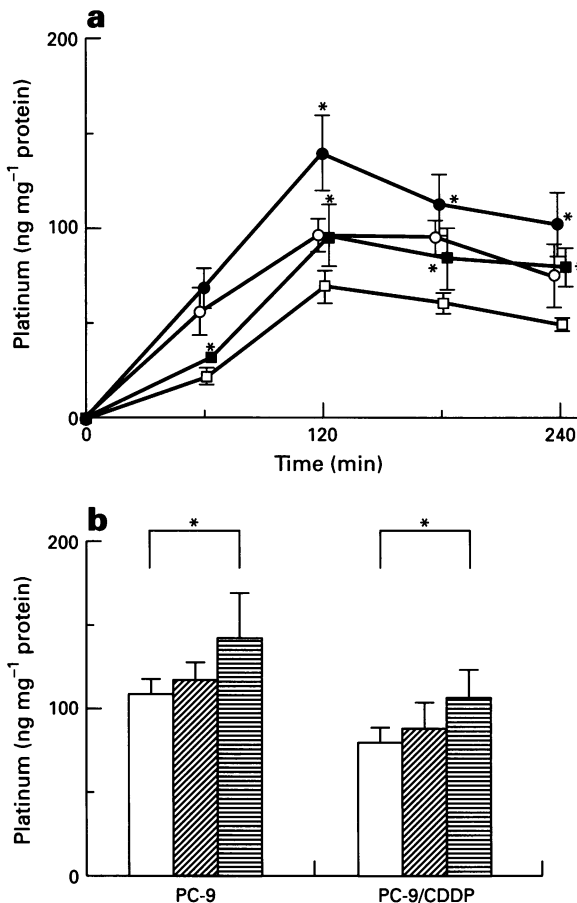 a
200
100
0
Platinum (ng mg⁻¹ protein)
*
*
*
*
*
*
*
0
120
240
Time (min)
b
200
100
0
Platinum (ng mg⁻¹ protein)
*
*
PC-9
PC-9/CDDP